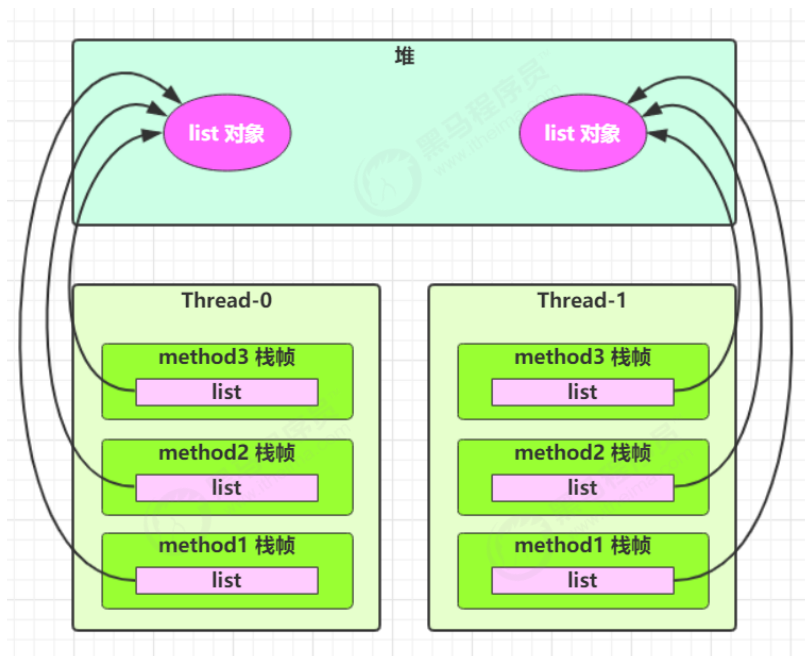 堆
list 对象
list 对象
黑马程序员
www.itheima.com
Thread-0
method3 栈帧
list
method2 栈帧
list
method1 栈帧
list
Thread-1
method3 栈帧
list
method2 栈帧
list
method1 栈帧
list